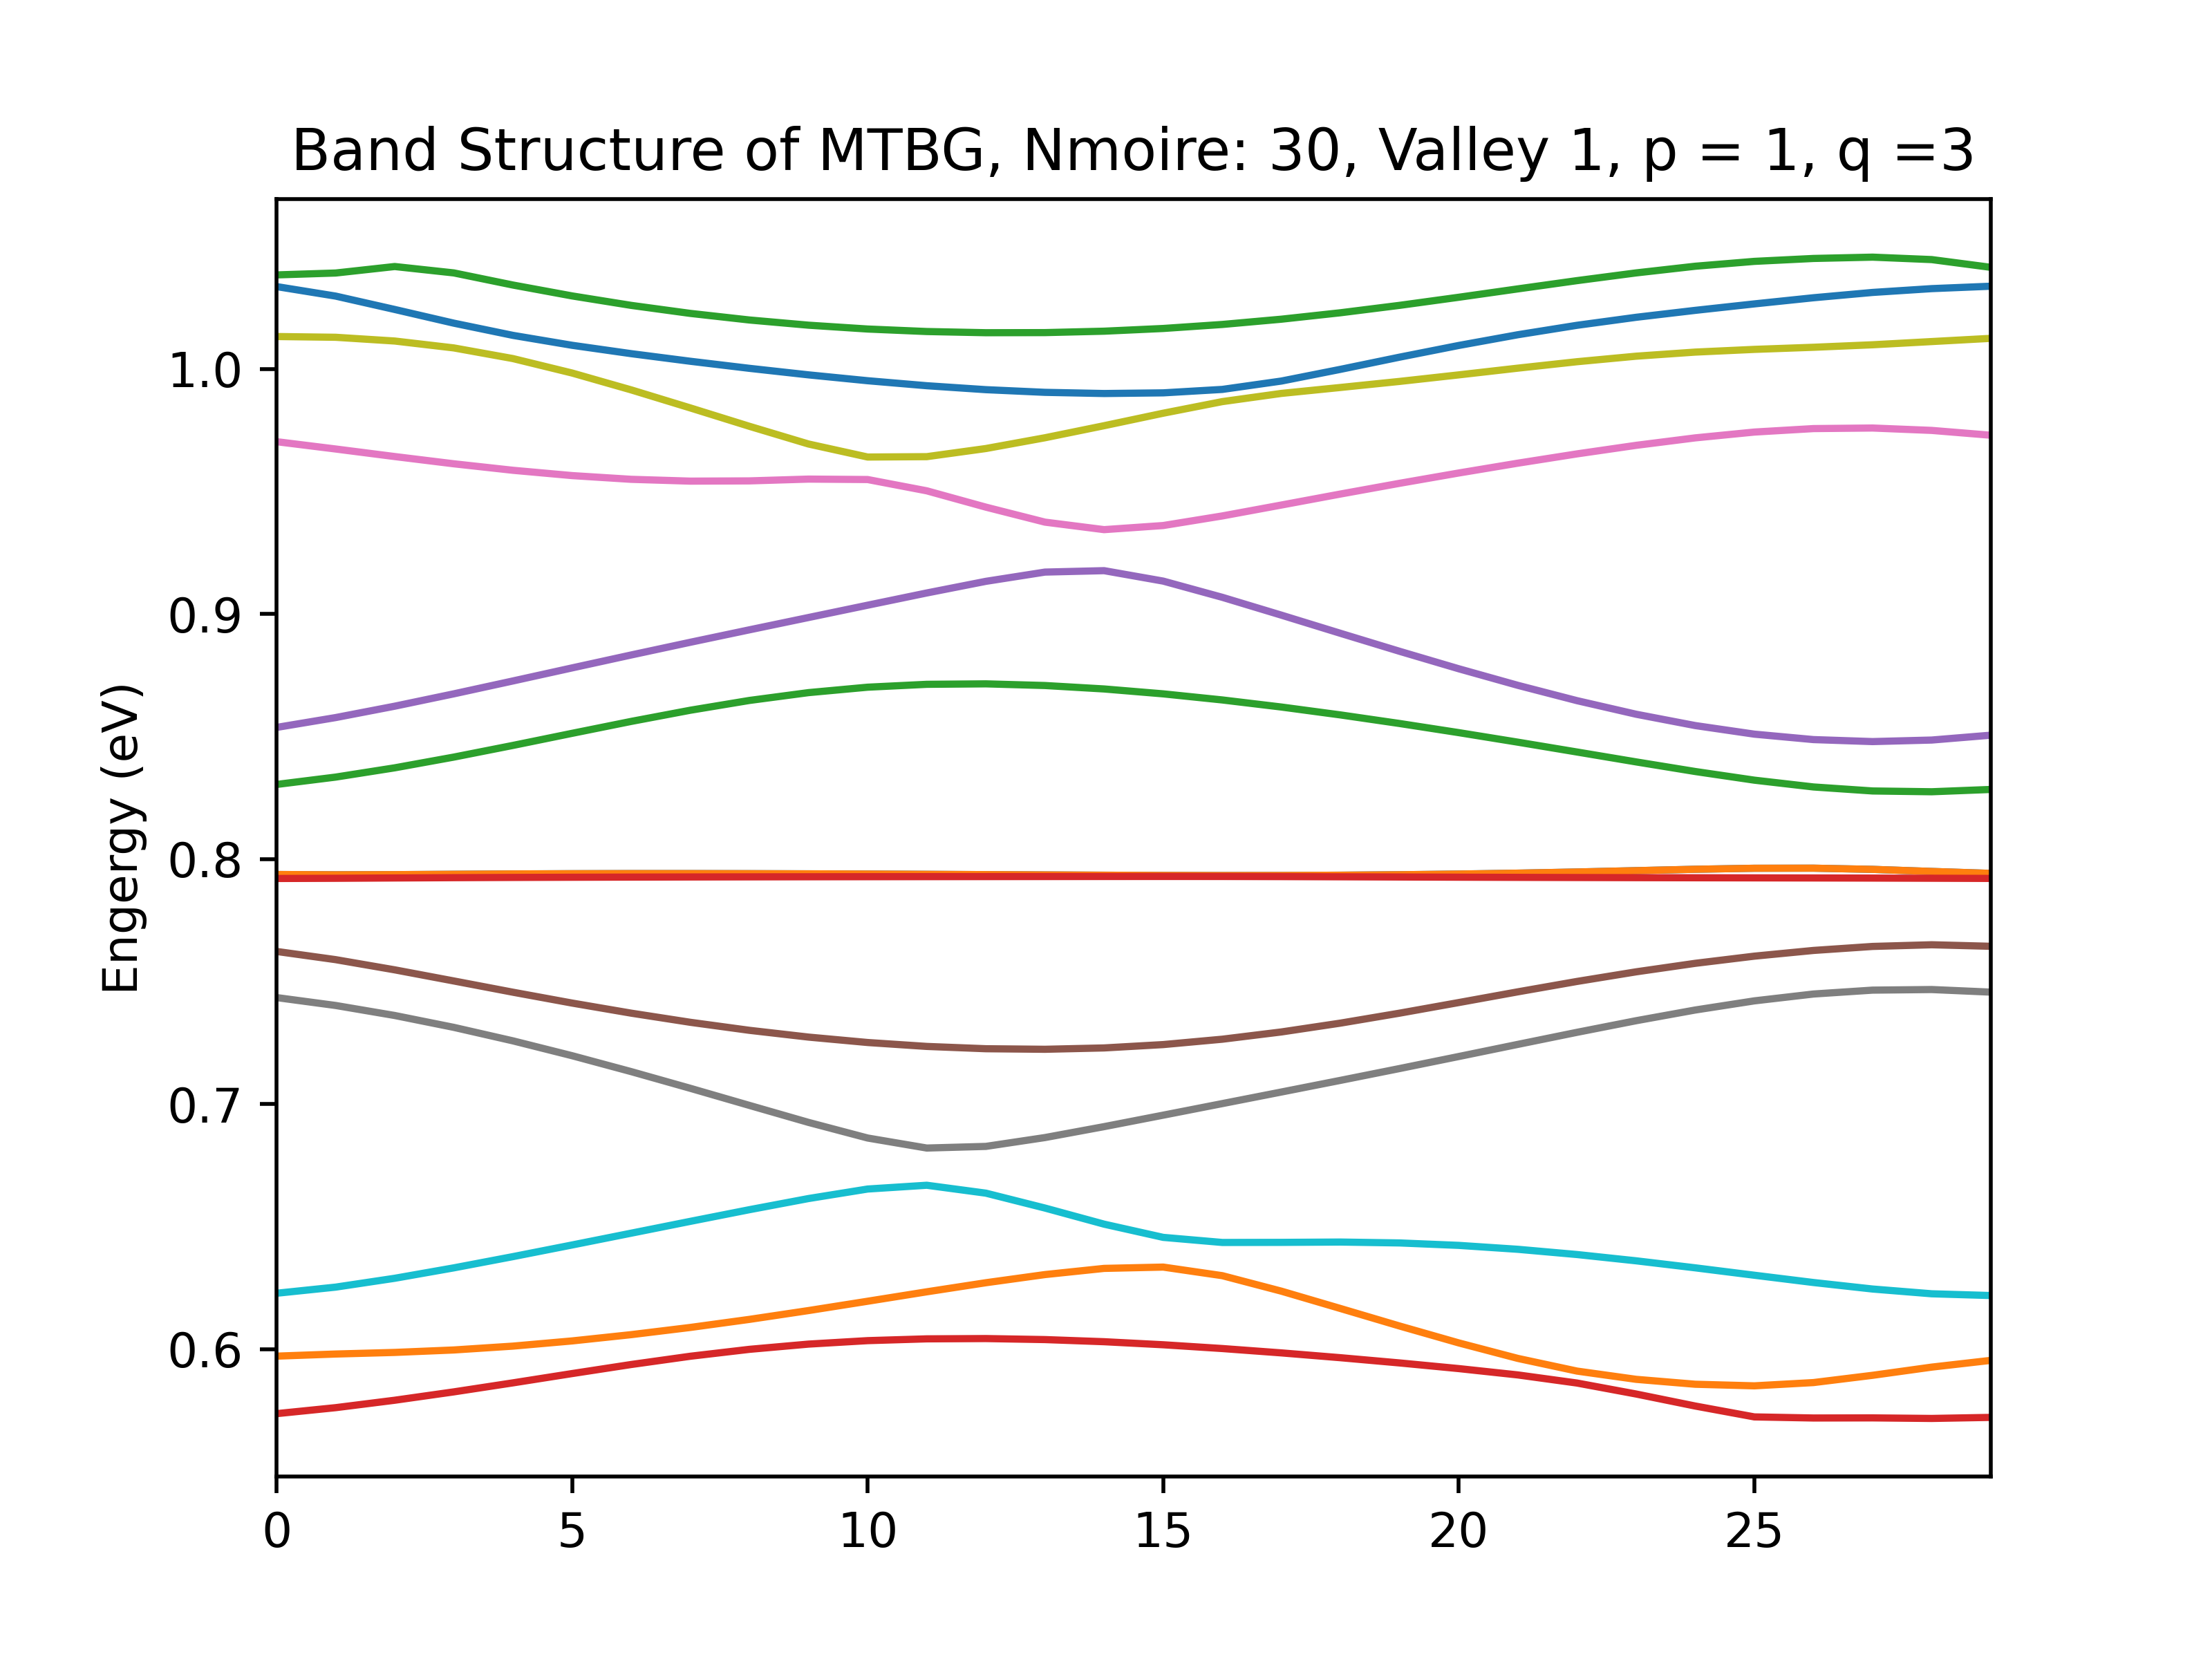 Band Structure of MTBG, Nmoire: 30, Valley 1, p = 1, q =3
Engergy (eV)
1.0
0.9
0.8
0.7
0.6
0 5 10 15 20 25